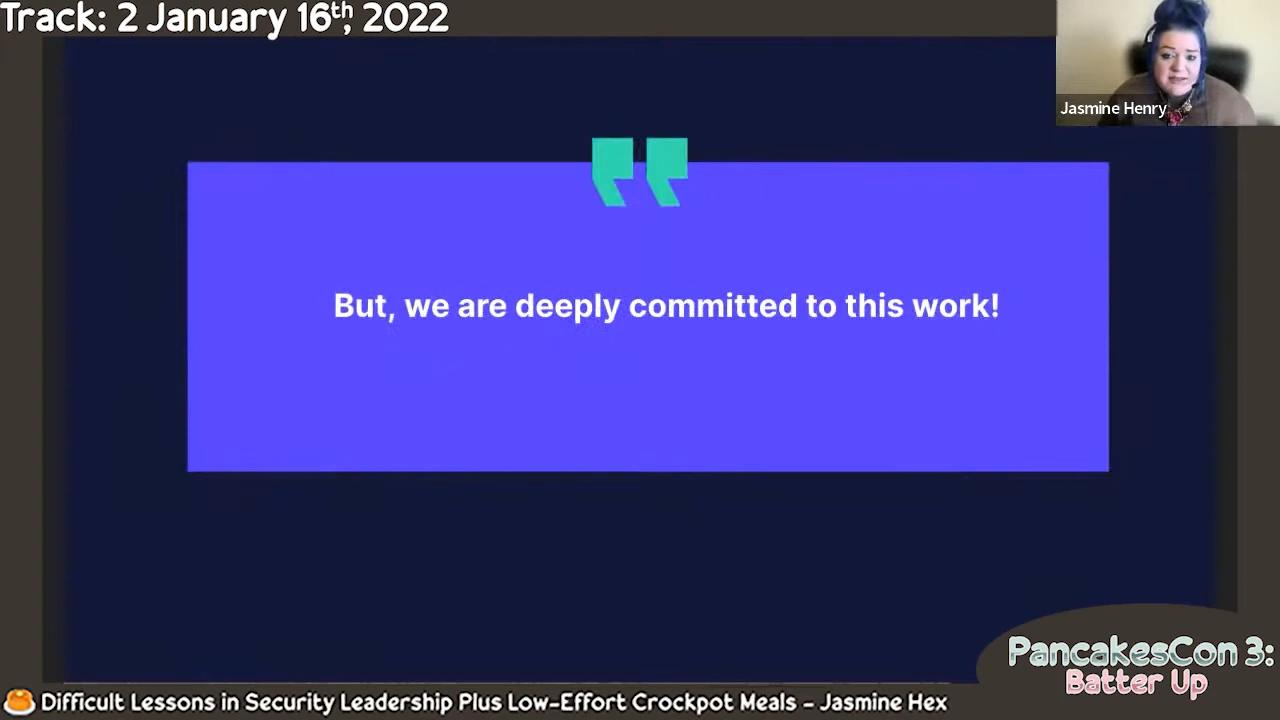 Track: 2 January 16th, 2022
Jasmine Henry
But, we are deeply committed to this work!
PancakesCon 3:
Batter Up
Difficult Lessons in Security Leadership Plus Low-Effort Crockpot Meals - Jasmine Hex